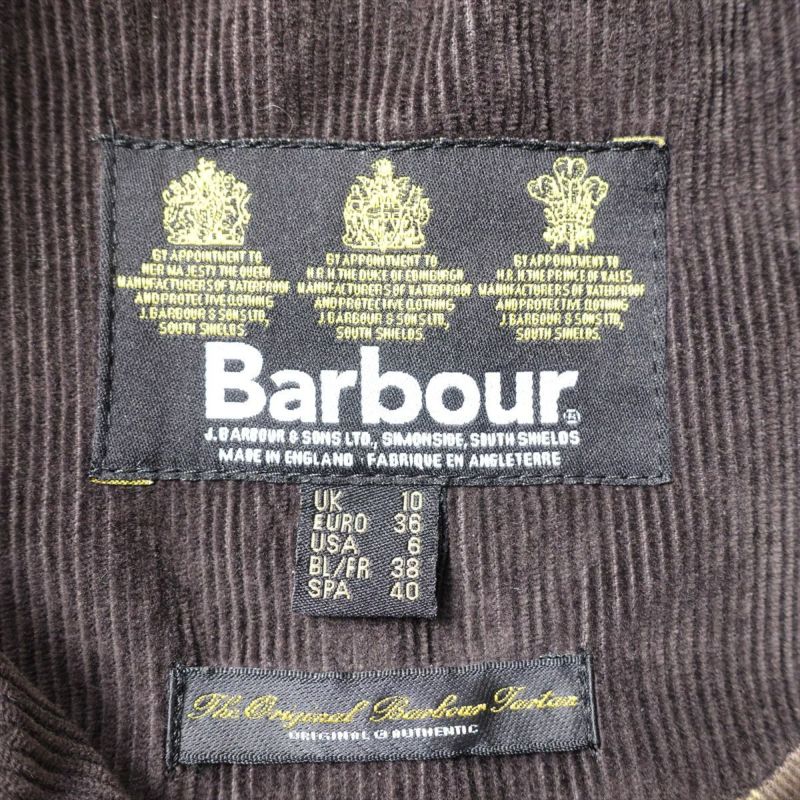 BY APPOINTMENT TO
HER MAJESTY THE QUEEN
MANUFACTURERS OF WATERPROOF
AND PROTECTIVE CLOTHING
J. BARBOUR & SONS LTD,
SOUTH SHIELDS.
BY APPOINTMENT TO
H.R.H. THE DUKE OF EDINBURGH
MANUFACTURERS OF WATERPROOF
AND PROTECTIVE CLOTHING
J. BARBOUR & SONS LTD,
SOUTH SHIELDS.
BY APPOINTMENT TO
H.R.H. THE PRINCE OF WALES
MANUFACTURERS OF WATERPROOF
AND PROTECTIVE CLOTHING
J. BARBOUR & SONS LTD,
SOUTH SHIELDS.
Barbour®
J. BARBOUR & SONS LTD., SIMONSIDE, SOUTH SHIELDS
MADE IN ENGLAND · FABRIQUE EN ANGLETERRE
UK 10
EURO 36
USA 6
BL/FR 38
SPA 40
The Original Barbour Tartan
ORIGINAL & AUTHENTIC